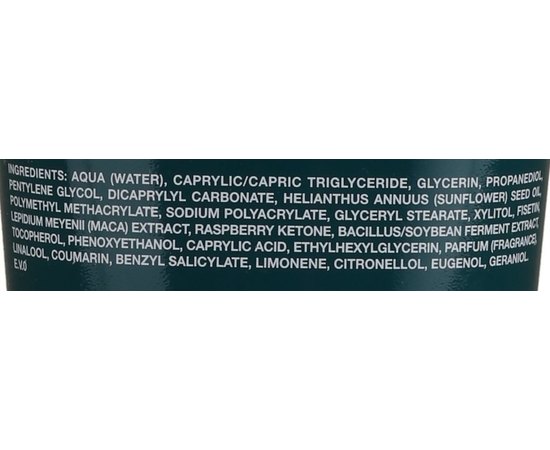 INGREDIENTS: AQUA (WATER), CAPRYLIC/CAPRIC TRIGLYCERIDE, GLYCERIN, PROPANEDIOL,
PENTYLENE GLYCOL, DICAPRYLYL CARBONATE, HELIANTHUS ANNUUS (SUNFLOWER) SEED OIL,
POLYMETHYL METHACRYLATE, SODIUM POLYACRYLATE, GLYCERYL STEARATE, XYLITOL, FISETIN,
LEPIDIUM MEYENII (MACA) EXTRACT, RASPBERRY KETONE, BACILLUS/SOYBEAN FERMENT EXTRACT,
TOCOPHEROL, PHENOXYETHANOL, CAPRYLIC ACID, ETHYLHEXYLGLYCERIN, PARFUM (FRAGRANCE),
LINALOOL, COUMARIN, BENZYL SALICYLATE, LIMONENE, CITRONELLOL, EUGENOL, GERANIOL.
E.V.0